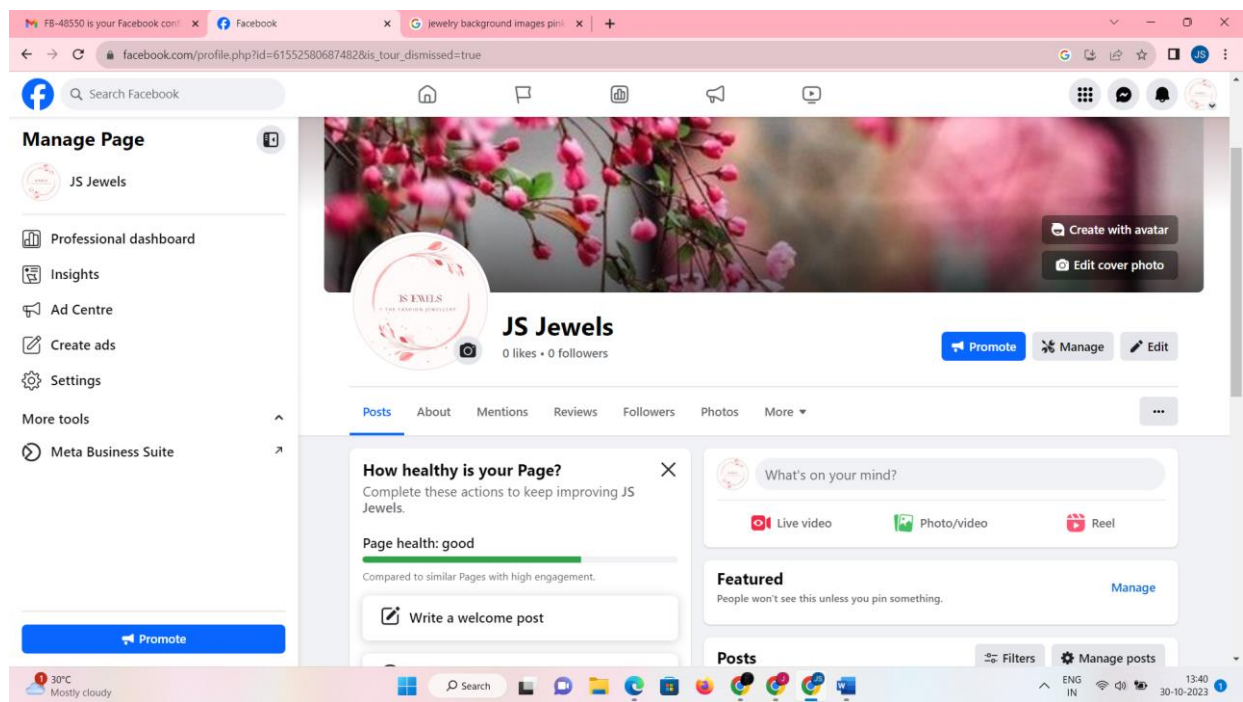 FB-48550 is your Facebook conf
Facebook
jewelry background images pink
facebook.com/profile.php?id=61552580687482&is_tour_dismissed=true
JS
Search Facebook
Manage Page
JS Jewels
Professional dashboard
Insights
Ad Centre
Create ads
Settings
More tools
Meta Business Suite
Promote
Create with avatar
Edit cover photo
JS EWELS
JS Jewels
0 likes • 0 followers
Promote
Manage
Edit
Posts About Mentions Reviews Followers Photos More
How healthy is your Page?
Complete these actions to keep improving JS
Jewels.
Page health: good
Compared to similar Pages with high engagement.
Write a welcome post
What's on your mind?
Live video
Photo/video
Reel
Featured
People won't see this unless you pin something.
Manage
Posts
Filters
Manage posts
1
30°C
Mostly cloudy
Search
JS
ENG
IN
13:40
30-10-2023
1